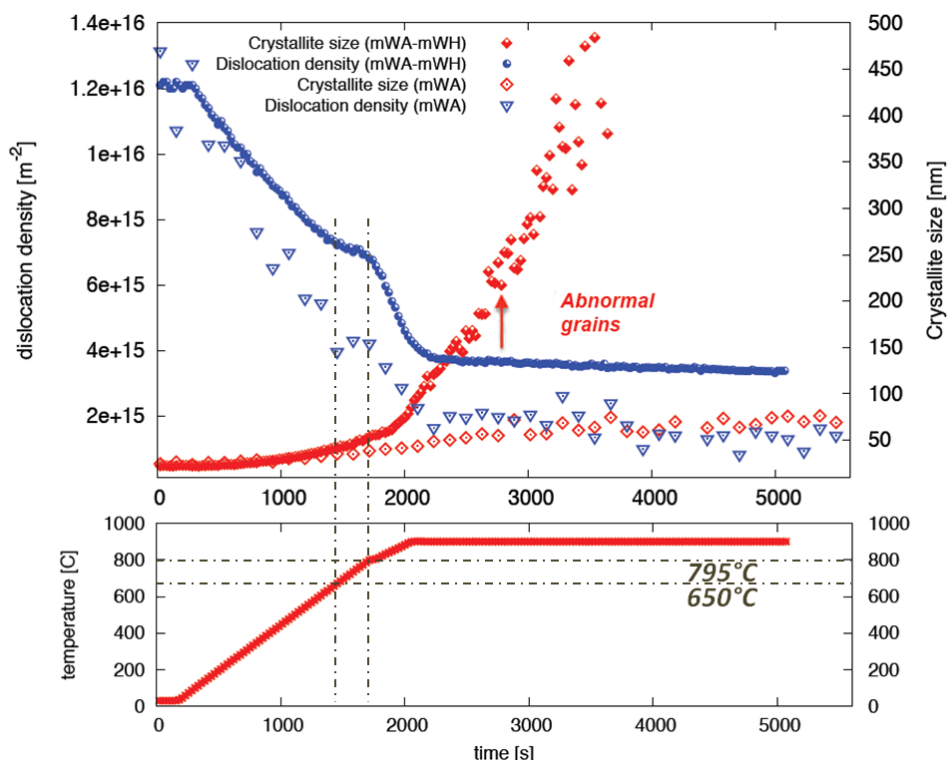 1.4e+16
1.2e+16
1e+16
8e+15
6e+15
4e+15
2e+15
dislocation density [m-2]
Crystallite size (mWA-mWH)
Dislocation density (mWA-mWH)
Crystallite size (mWA)
Dislocation density (mWA)
Abnormal
grains
500
450
400
350
300
250
200
150
100
50
Crystallite size [nm]
0 1000 2000 3000 4000 5000
1000
800
600
400
200
0
temperature [C]
795°C
650°C
1000
800
600
400
200
0
0 1000 2000 3000 4000 5000
time [s]